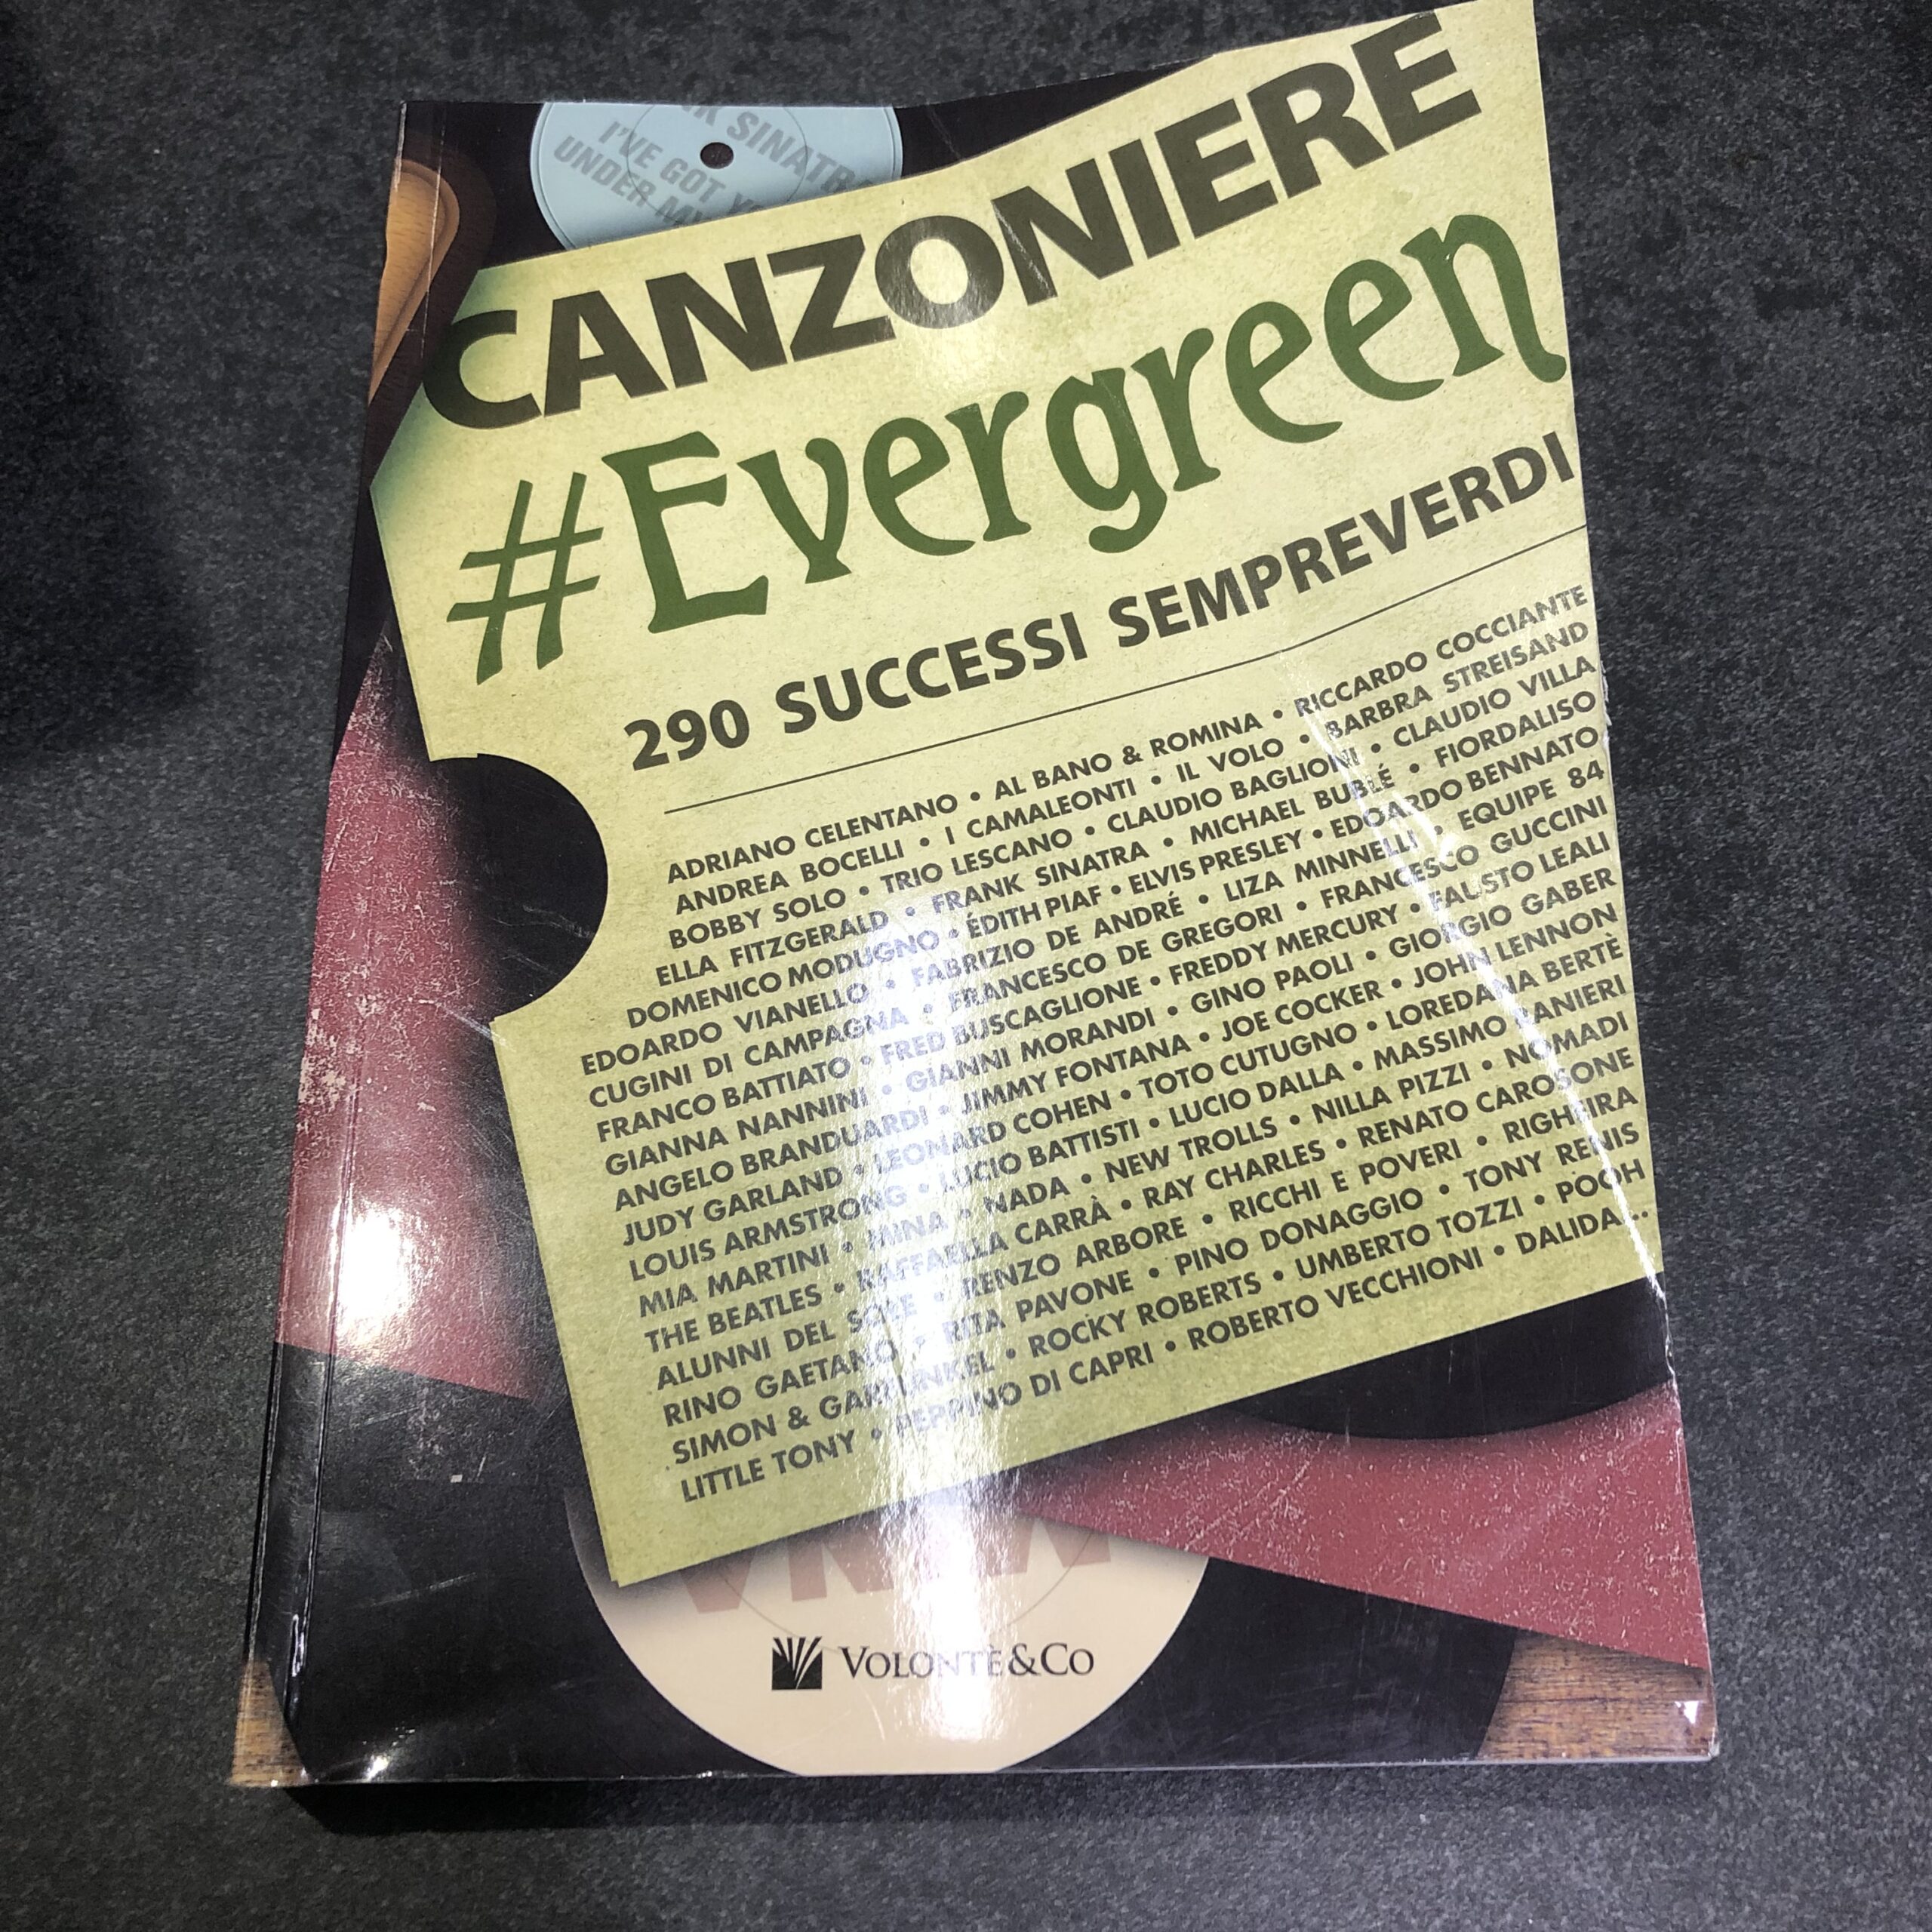 SINATRA
I'VE GOT
UNDER MY
CANZONIERE
#Evergreen
290 SUCCESSI SEMPREVERDI
ADRIANO CELENTANO • AL BANO & ROMINA • RICCARDO COCCIANTE
ANDREA BOCELLI • I CAMALEONTI • IL VOLO • BARBRA STREISAND
BOBBY SOLO • TRIO LESCANO • CLAUDIO BAGLIONI • CLAUDIO VILLA
ELLA FITZGERALD • FRANK SINATRA • MICHAEL BUBLÉ • FIORDALISO
DOMENICO MODUGNO • ÉDITH PIAF • ELVIS PRESLEY • EDOARDO BENNATO
EDOARDO VIANELLO • FABRIZIO DE ANDRÉ • LIZA MINNELLI • EQUIPE 84
CUGINI DI CAMPAGNA • FRANCESCO DE GREGORI • FRANCESCO GUCCINI
FRANCO BATTIATO • FRED BUSCAGLIONE • FREDDY MERCURY • FAUSTO LEALI
GIANNA NANNINI • GIANNI MORANDI • GINO PAOLI • GIORGIO GABER
ANGELO BRANDUARDI • JIMMY FONTANA • JOE COCKER • JOHN LENNON
JUDY GARLAND • LEONARD COHEN • TOTO CUTUGNO • LOREDANA BERTÈ
LOUIS ARMSTRONG • LUCIO BATTISTI • LUCIO DALLA • MASSIMO RANIERI
MIA MARTINI • MINA • NADA • NEW TROLLS • NILLA PIZZI • NOMADI
THE BEATLES • RAFFAELLA CARRÀ • RAY CHARLES • RENATO CAROSONE
ALUNNI DEL SOLE • RENZO ARBORE • RICCHI E POVERI • RIGHEIRA
RINO GAETANO • RITA PAVONE • PINO DONAGGIO • TONY RENIS
SIMON & GARFUNKEL • ROCKY ROBERTS • UMBERTO TOZZI • POOH
LITTLE TONY • PEPPINO DI CAPRI • ROBERTO VECCHIONI • DALIDA...
VOLONTÈ&CO